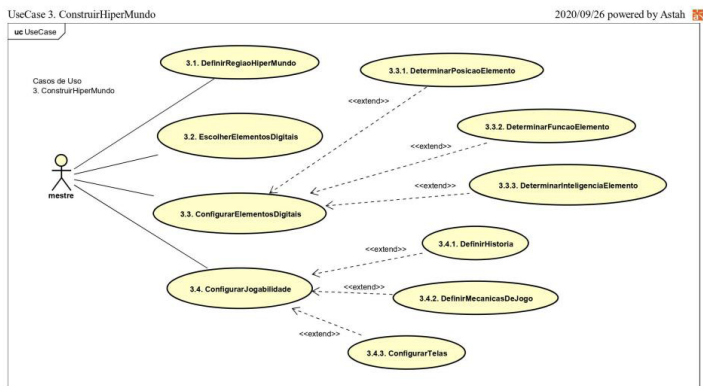 UseCase 3. ConstruirHiperMundo
2020/09/26 powered by Astah
uc UseCase
Casos de Uso
3. ConstruirHiperMundo
3.1. DefinirRegiaoHiperMundo
3.3.1. DeterminarPosicaoElemento
<<extend>>
3.2. EscolherElementosDigitais
3.3.2. DeterminarFuncaoElemento
<<extend>>
mestre
3.3.3. DeterminarInteligenciaElemento
<<extend>>
3.3. ConfigurarElementosDigitais
3.4.1. DefinirHistoria
<<extend>>
3.4. ConfigurarJogabilidade
<<extend>>
3.4.2. DefinirMecanicasDeJogo
<<extend>>
3.4.3. ConfigurarTelas